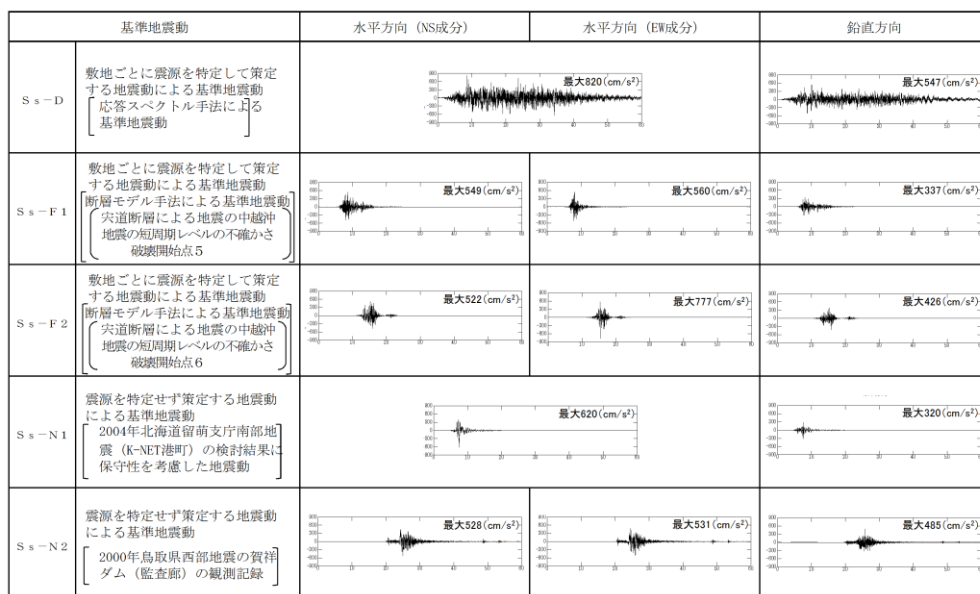 基準地震動
水平方向（NS成分）
水平方向（EW成分）
鉛直方向
Ｓｓ－Ｄ
敷地ごとに震源を特定して策定
する地震動による基準地震動
応答スペクトル手法による
基準地震動
最大820(cm/s²)
最大547(cm/s²)
Ｓｓ－Ｆ１
敷地ごとに震源を特定して策定
する地震動による基準地震動
断層モデル手法による基準地震動
宍道断層による地震の中越沖
地震の短周期レベルの不確かさ
破壊開始点５
最大549(cm/s²)
最大560(cm/s²)
最大337(cm/s²)
Ｓｓ－Ｆ２
敷地ごとに震源を特定して策定
する地震動による基準地震動
断層モデル手法による基準地震動
宍道断層による地震の中越沖
地震の短周期レベルの不確かさ
破壊開始点６
最大522(cm/s²)
最大777(cm/s²)
最大426(cm/s²)
Ｓｓ－Ｎ１
震源を特定せず策定する地震動
による基準地震動
2004年北海道留萌支庁南部地
震（K-NET港町）の検討結果に
保守性を考慮した地震動
最大620(cm/s²)
最大320(cm/s²)
Ｓｓ－Ｎ２
震源を特定せず策定する地震動
による基準地震動
2000年鳥取県西部地震の賀祥
ダム（監査廊）の観測記録
最大528(cm/s²)
最大531(cm/s²)
最大485(cm/s²)